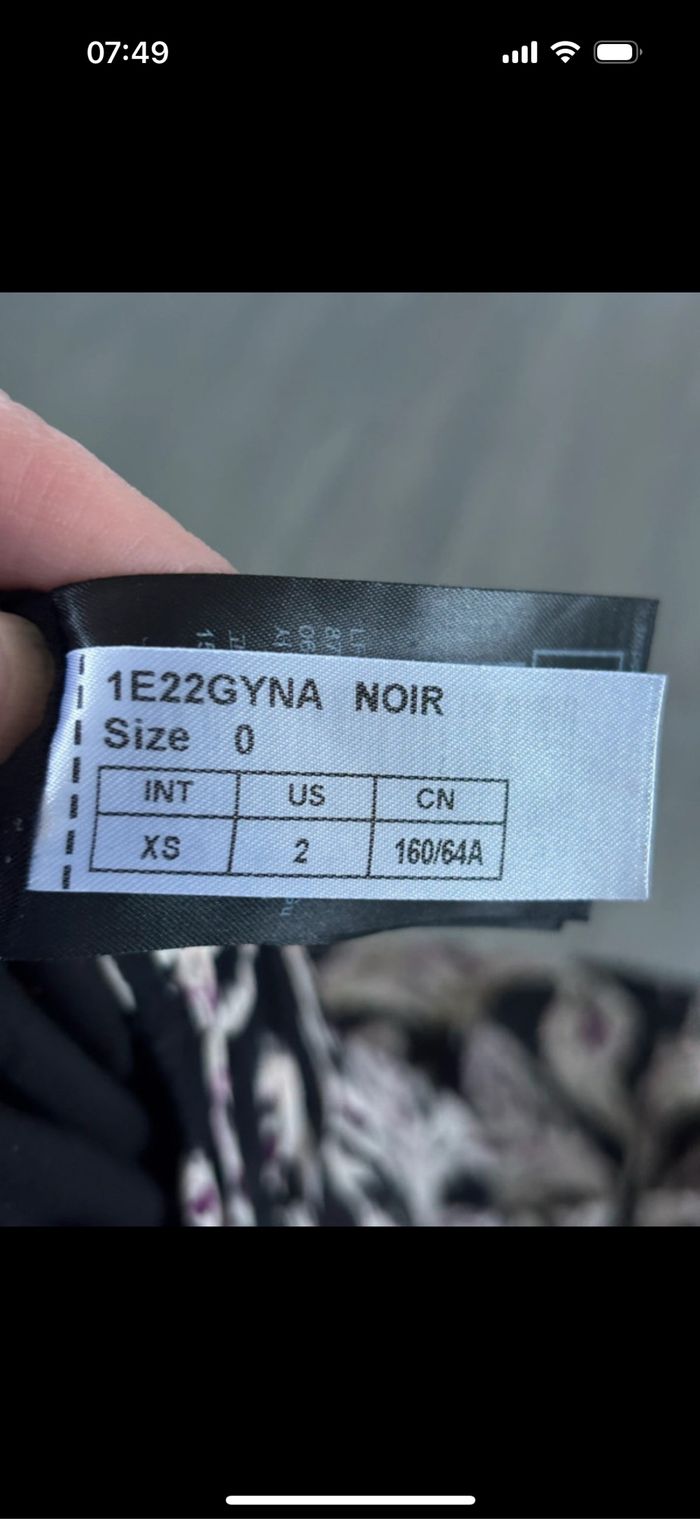 07:49
1E22GYNA NOIR
Size 0
INT US CN
XS 2 160/64A